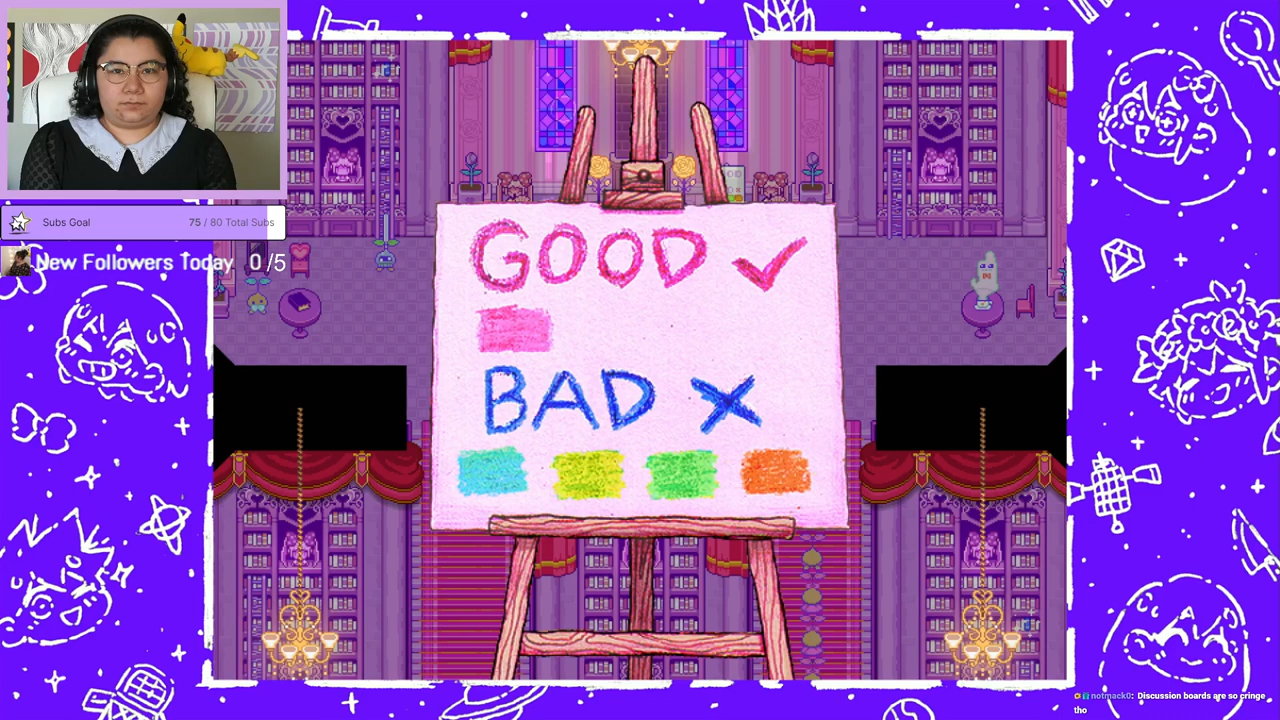 Subs Goal 75 / 80 Total Subs
New Followers Today 0/5
GOOD ✓
BAD X
notmack0: Discussion boards are so cringe
tho